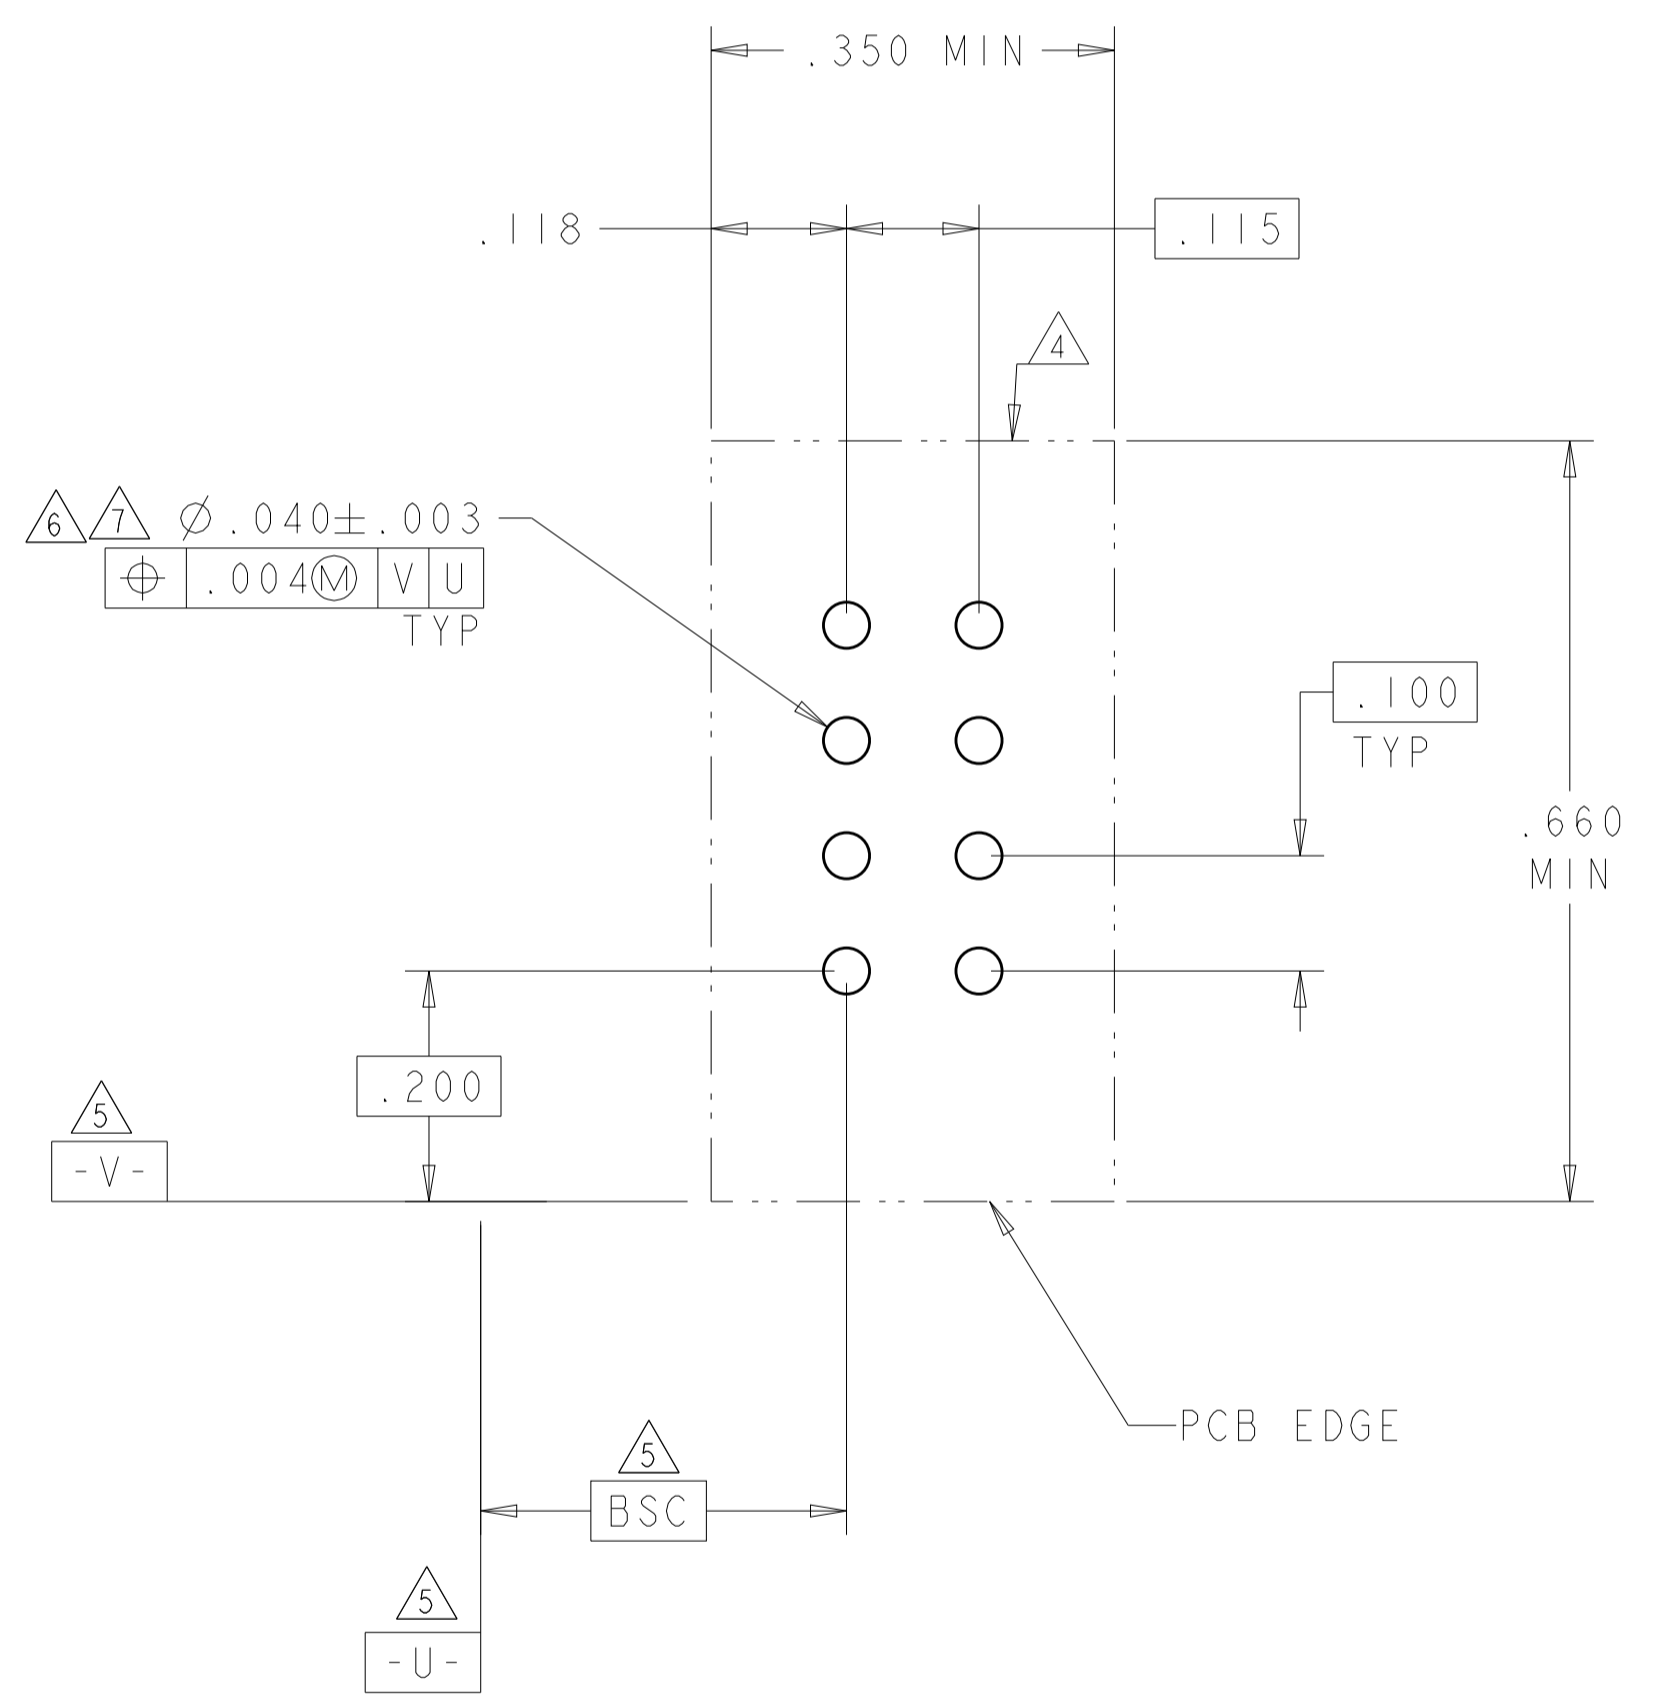 .350 MIN
.118
.115
4
6 7 Ø.040±.003
⌖ .004Ⓜ V U
TYP
.100
TYP
.660
MIN
.200
5
-V-
PCB EDGE
5
BSC
5
-U-